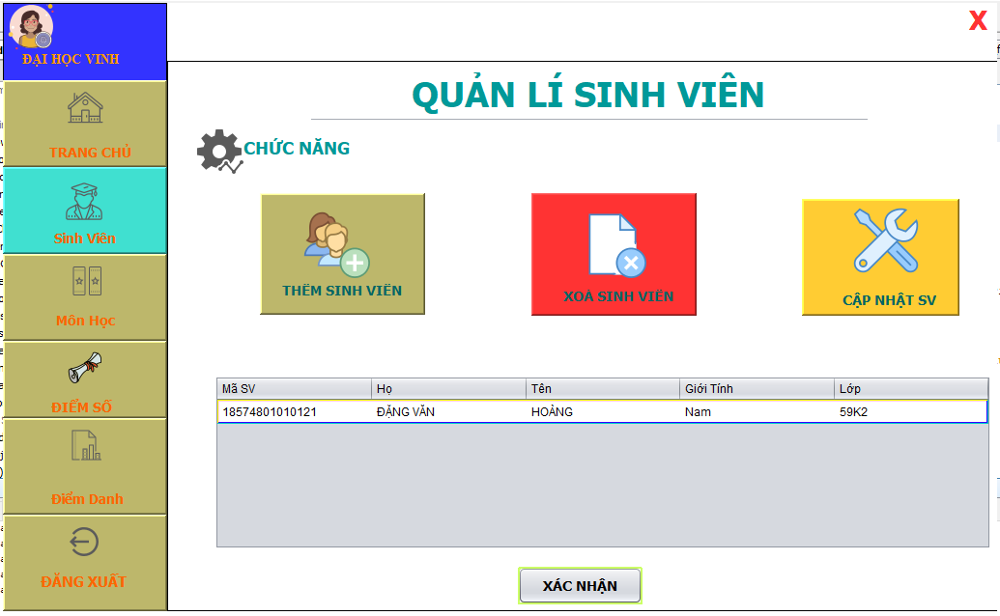 X
ĐẠI HỌC VINH
TRANG CHỦ
Sinh Viên
Môn Học
ĐIỂM SỐ
Điểm Danh
ĐĂNG XUẤT
QUẢN LÍ SINH VIÊN
CHỨC NĂNG
THÊM SINH VIÊN
XOÁ SINH VIÊN
CẬP NHẬT SV
Mã SV Họ Tên Giới Tính Lớp
18574801010121 ĐẶNG VĂN HOÀNG Nam 59K2
XÁC NHẬN